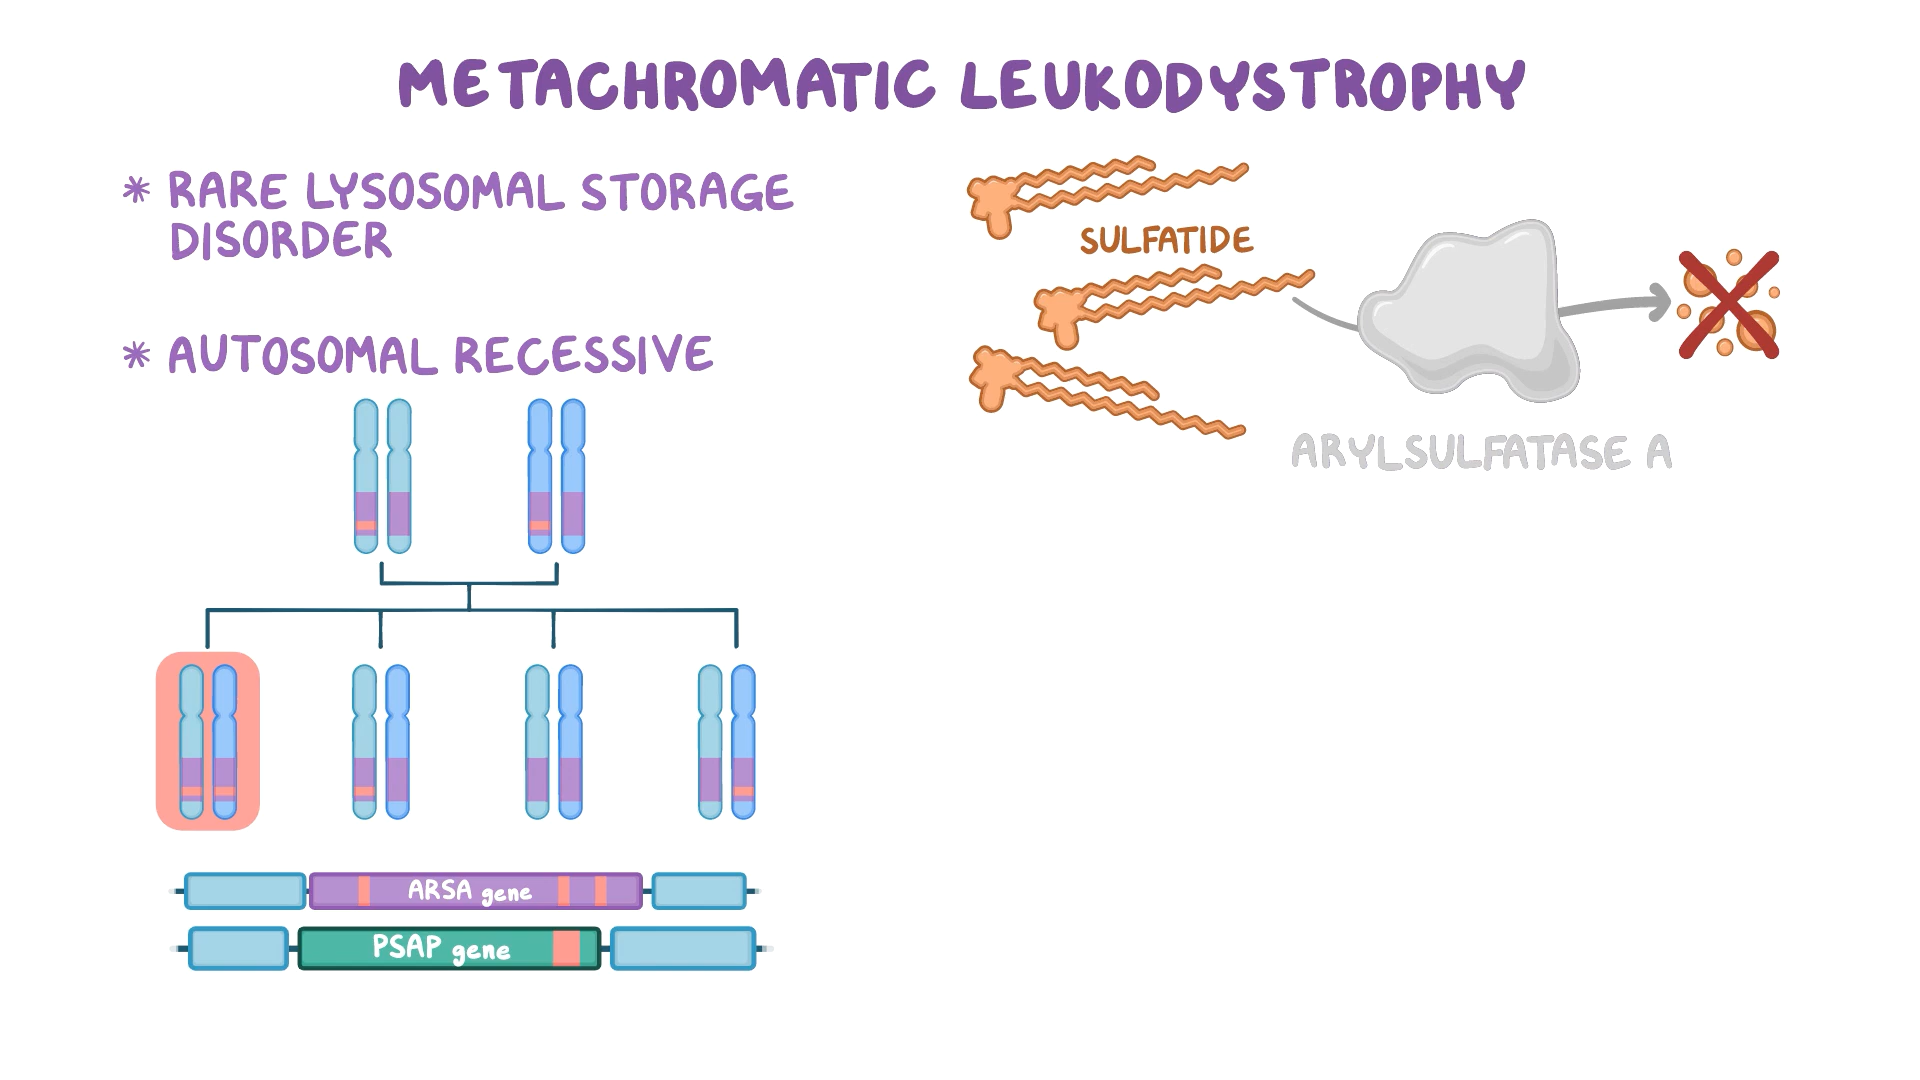 METACHROMATIC LEUKODYSTROPHY
* RARE LYSOSOMAL STORAGE
DISORDER
* AUTOSOMAL RECESSIVE
SULFATIDE
ARYLSULFATASE A
ARSA gene
PSAP gene